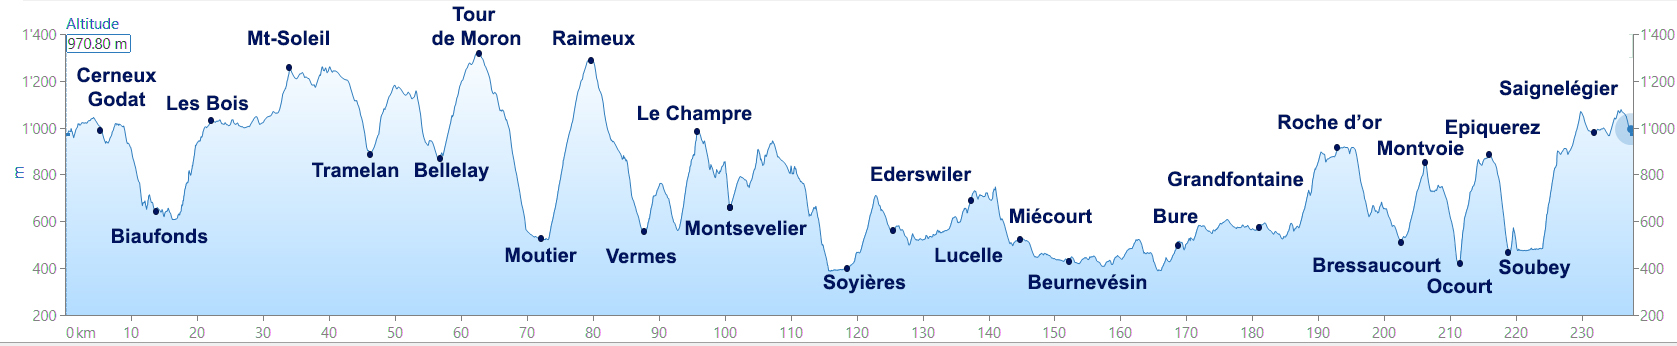 Altitude
970.80 m
1'400
1'200
1'000
800
600
400
200
m
Cerneux
Godat
Biaufonds
Les Bois
Mt-Soleil
Tramelan
Bellelay
Tour
de Moron
Moutier
Raimeux
Vermes
Le Champre
Montsevelier
Soyières
Ederswiler
Lucelle
Miécourt
Beurnevésin
Bure
Grandfontaine
Roche d’or
Bressaucourt
Montvoie
Ocourt
Epiquerez
Soubey
Saignelégier
1'400
1'200
1'000
800
600
400
200
0 km 10 20 30 40 50 60 70 80 90 100 110 120 130 140 150 160 170 180 190 200 210 220 230